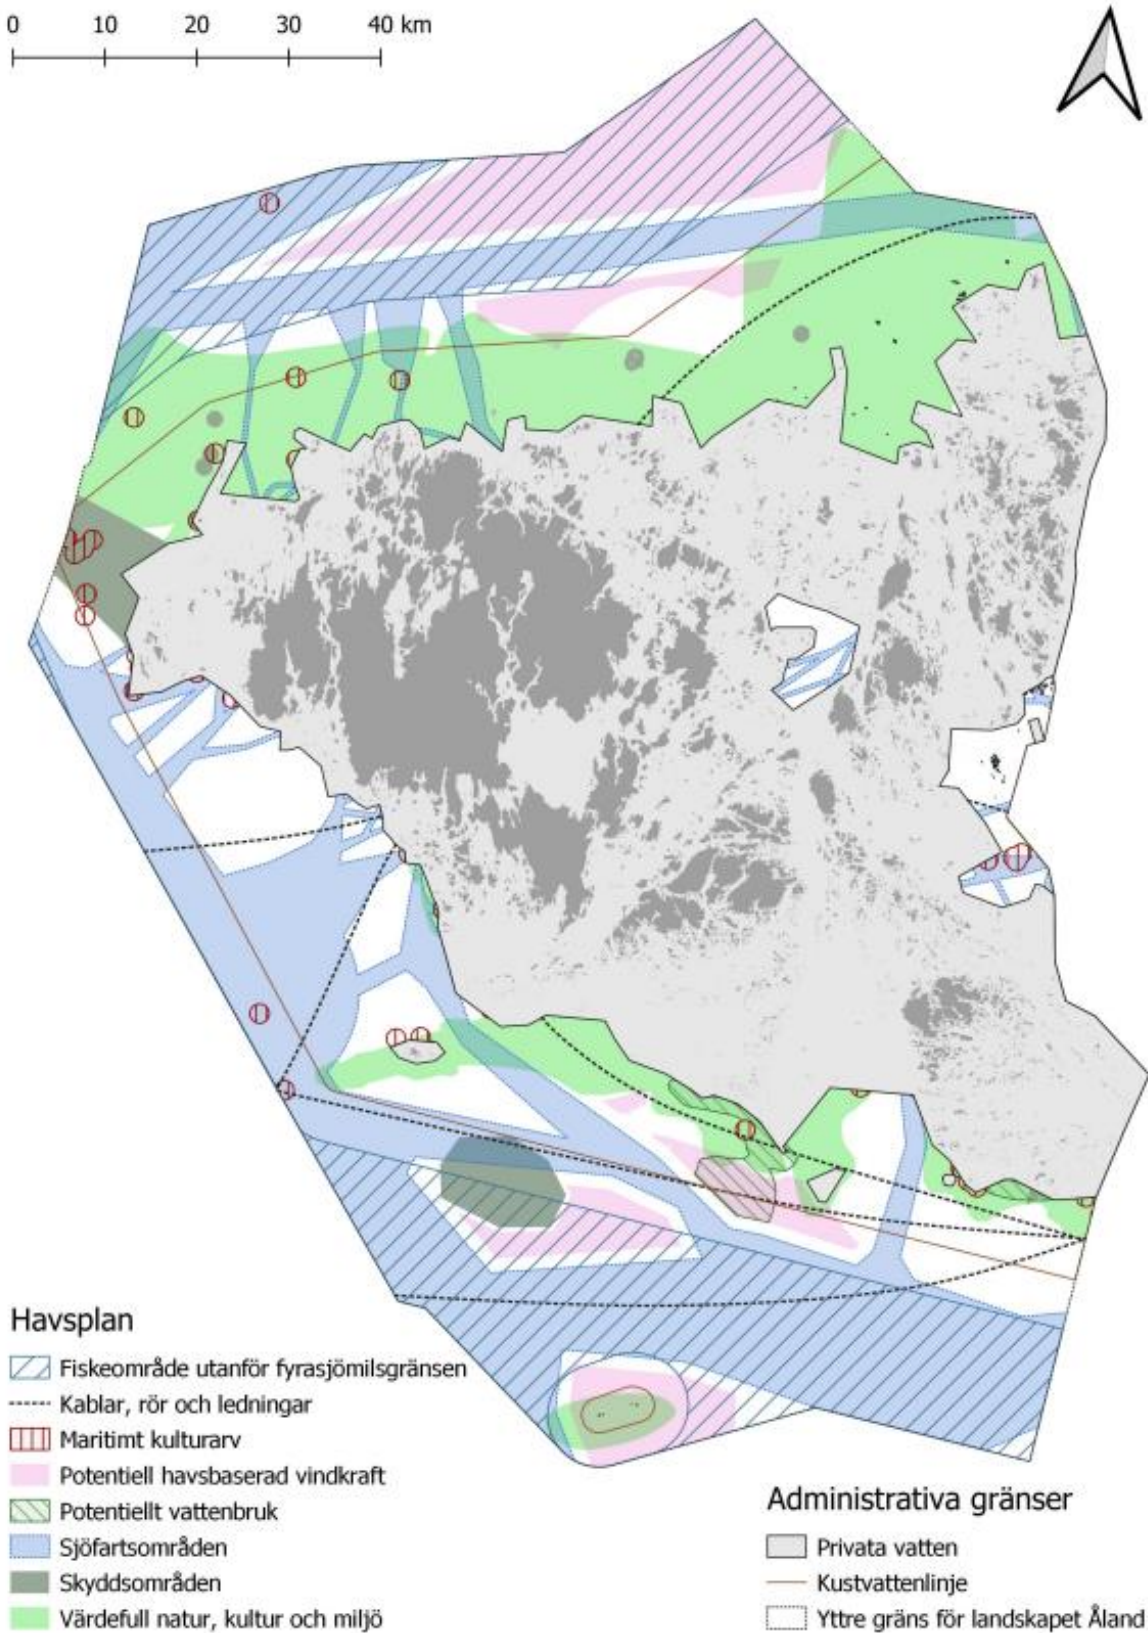 0 10 20 30 40 km
Havsplan
Fiskeområde utanför fyrasjömilsgränsen
Kablar, rör och ledningar
Maritimt kulturarv
Potentiell havsbaserad vindkraft
Potentiellt vattenbruk
Sjöfartsområden
Skyddsområden
Värdefull natur, kultur och miljö
Administrativa gränser
Privata vatten
Kustvattenlinje
Yttre gräns för landskapet Åland